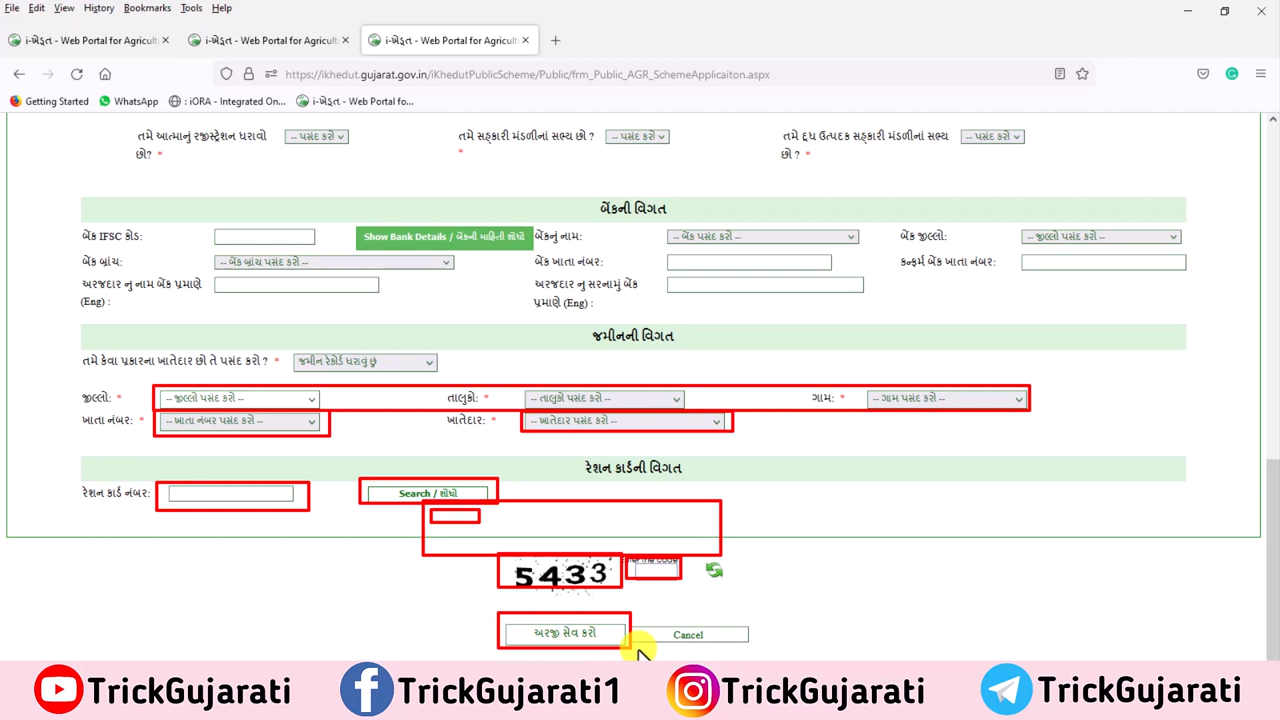 File Edit View History Bookmarks Tools Help
i-ખેડૂત - Web Portal for Agricult
i-ખેડૂત - Web Portal for Agricult
i-ખેડૂત - Web Portal for Agricult
https://ikhedut.gujarat.gov.in/iKhedutPublicScheme/Public/frm_Public_AGR_SchemeApplicaiton.aspx
Getting Started WhatsApp : iORA - Integrated On... i-ખેડૂત - Web Portal fo...
તમે આત્માનું રજીસ્ટ્રેશન ધરાવો છો? * -- પસંદ કરો
તમે સહકારી મંડળીનાં સભ્ય છો ? * -- પસંદ કરો
તમે દૂધ ઉત્પદક સહકારી મંડળીનાં સભ્ય છો ? * -- પસંદ કરો
બેંકની વિગત
બેંક IFSC કોડ: Show Bank Details / બેંકની માહિતી શોધો બેંકનું નામ: -- બેંક પસંદ કરો -- બેંક જીલ્લો: -- જીલ્લો પસંદ કરો --
બેંક બ્રાંચ: -- બેંક બ્રાંચ પસંદ કરો -- બેંક ખાતા નંબર: કન્ફર્મ બેંક ખાતા નંબર:
અરજદાર નુ નામ બેંક પ્રમાણે (Eng) : અરજદાર નુ સરનામું બેંક પ્રમાણે (Eng) :
જમીનની વિગત
તમે કેવા પ્રકારના ખાતેદાર છો તે પસંદ કરો ? * જમીન રેકોર્ડ ધરાવું છું
જીલ્લો: * -- જીલ્લો પસંદ કરો -- તાલુકો: * -- તાલુકો પસંદ કરો -- ગામ: * -- ગામ પસંદ કરો --
ખાતા નંબર: * -- ખાતા નંબર પસંદ કરો -- ખાતેદાર: * -- ખાતેદાર પસંદ કરો --
રેશન કાર્ડની વિગત
રેશન કાર્ડ નંબર: Search / શોધો
5433 the code
અરજી સેવ કરો Cancel
TrickGujarati TrickGujarati1 TrickGujarati TrickGujarati